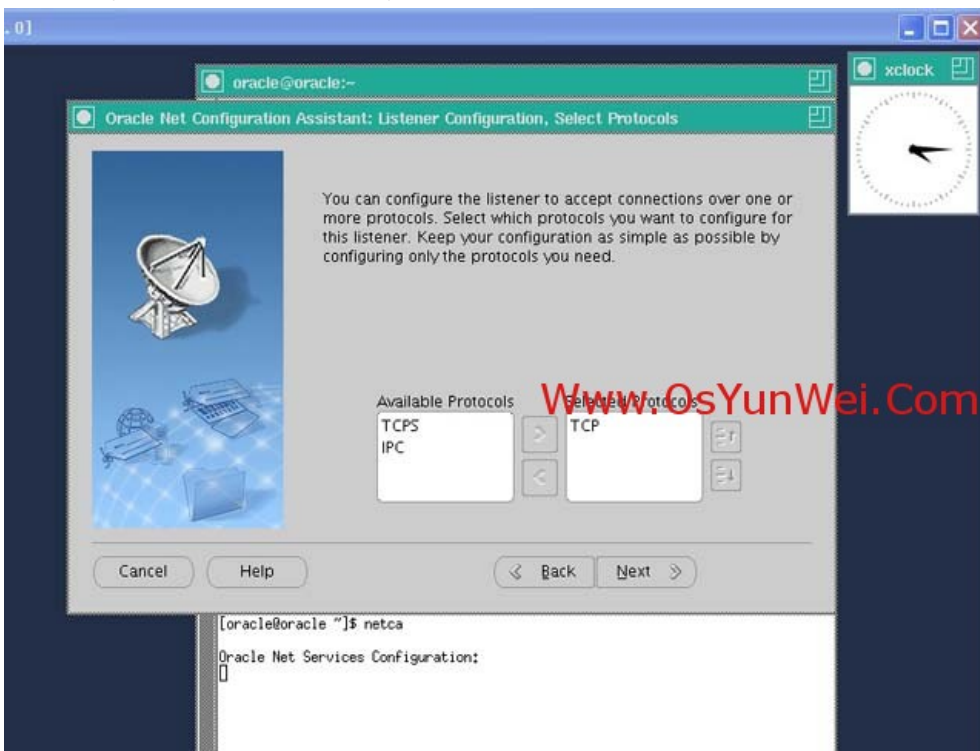 . 0]
oracle@oracle:~
xclock
Oracle Net Configuration Assistant: Listener Configuration, Select Protocols
You can configure the listener to accept connections over one or
more protocols. Select which protocols you want to configure for
this listener. Keep your configuration as simple as possible by
configuring only the protocols you need.
Available Protocols
Selected Protocols
Www.OsYunWei.Com
TCPS
IPC
TCP
Cancel
Help
Back
Next
[oracle@oracle ~]$ netca
Oracle Net Services Configuration: